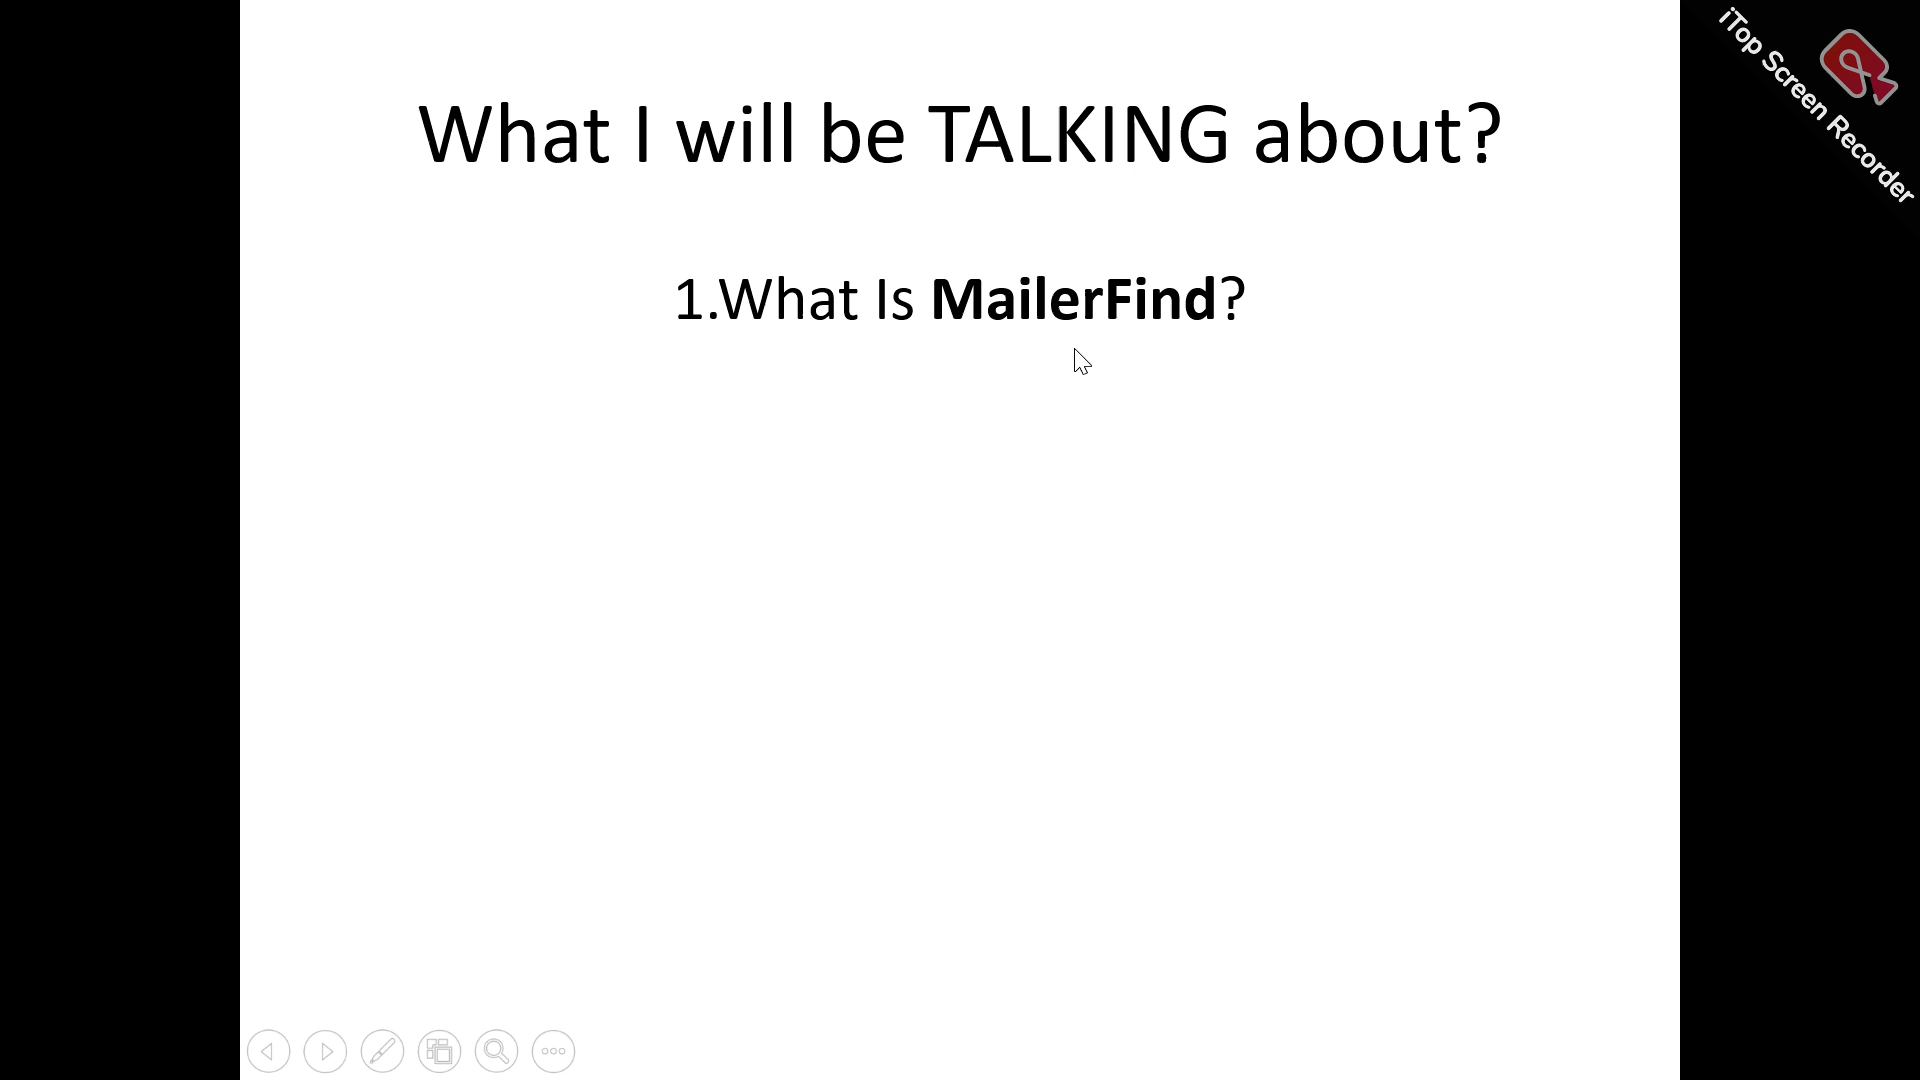 What I will be TALKING about?
1.What Is MailerFind?
iTop Screen Recorder